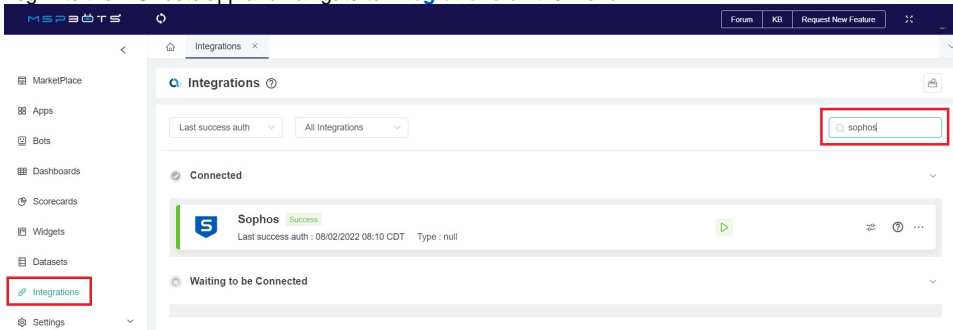 MSPBOTS
Forum
KB
Request New Feature
Integrations ×
MarketPlace
Apps
Bots
Dashboards
Scorecards
Widgets
Datasets
Integrations
Settings
Integrations
Last success auth
All Integrations
sophos
Connected
Sophos Success
Last success auth : 08/02/2022 08:10 CDT Type : null
Waiting to be Connected